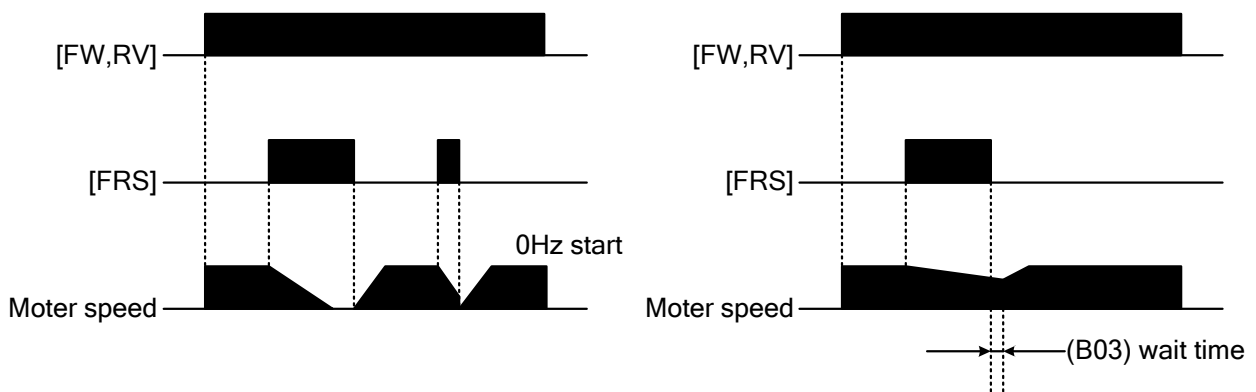 [FW,RV]
[FRS]
0Hz start
Moter speed
[FW,RV]
[FRS]
Moter speed
(B03) wait time